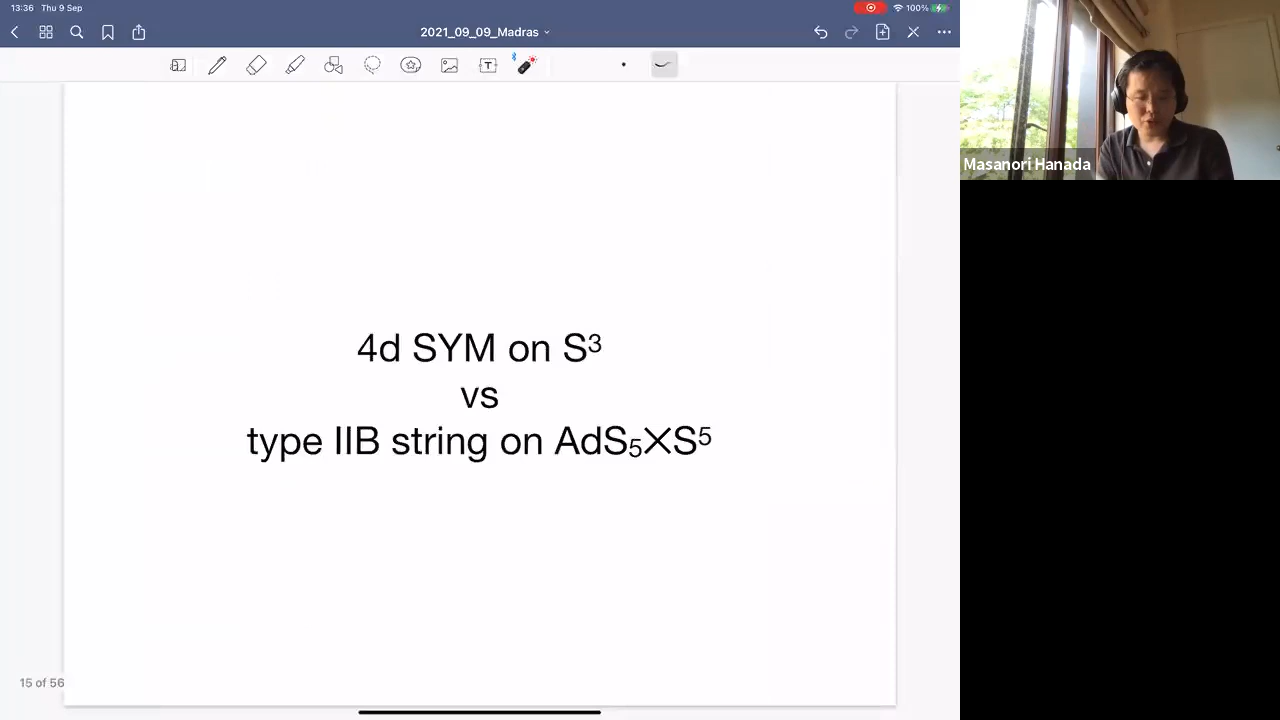 13:36 Thu 9 Sep
100%
2021_09_09_Madras
T
Masanori Hanada
4d SYM on S³
vs
type IIB string on AdS₅×S⁵
15 of 56